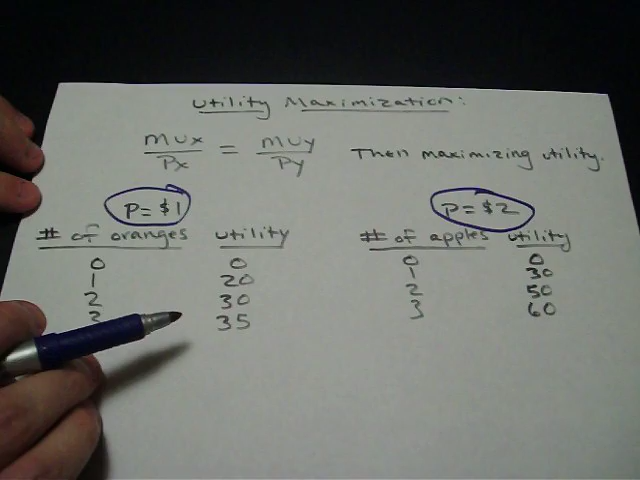 Utility Maximization:
MUx / Px = MUy / Py Then maximizing utility.
P= $1 P= $2
# of oranges utility # of apples utility
0 0 0 0
1 20 1 30
2 30 2 50
3 35 3 60